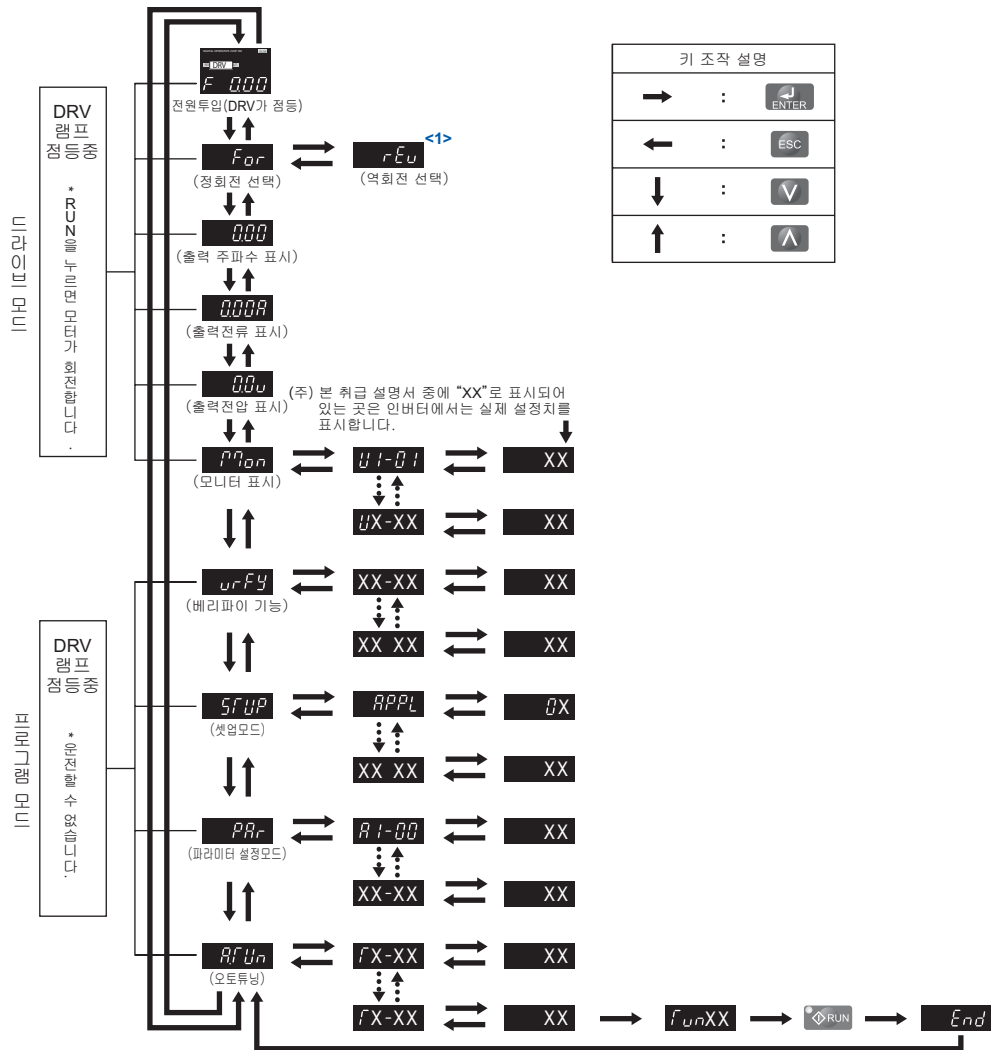 키 조작 설명
: ENTER
: ESC
: V
: Λ
드라이브 모드
DRV
램프
점등중
*RUN을 누르면 모터가 회전합니다.
DRV
F 0.00
전원투입(DRV가 점등)
For
rEv
<1>
(정회전 선택)
(역회전 선택)
0.00
(출력 주파수 표시)
0.00A
(출력전류 표시)
0.0v
(출력전압 표시)
(주) 본 취급 설명서 중에 “XX”로 표시되어
있는 곳은 인버터에서는 실제 설정치를
표시합니다.
Mon
U1-01
XX
(모니터 표시)
UX-XX
XX
프로그램 모드
DRV
램프
점등중
*운전할 수 없습니다.
vrFY
XX-XX
XX
(베리파이 기능)
XX XX
XX
STUP
APPL
0X
(셋업모드)
XX XX
XX
PAr
A1-00
XX
(파라이터 설정모드)
XX-XX
XX
A.TUn
TX-XX
XX
(오토튜닝)
TX-XX
XX
TunXX
RUN
End